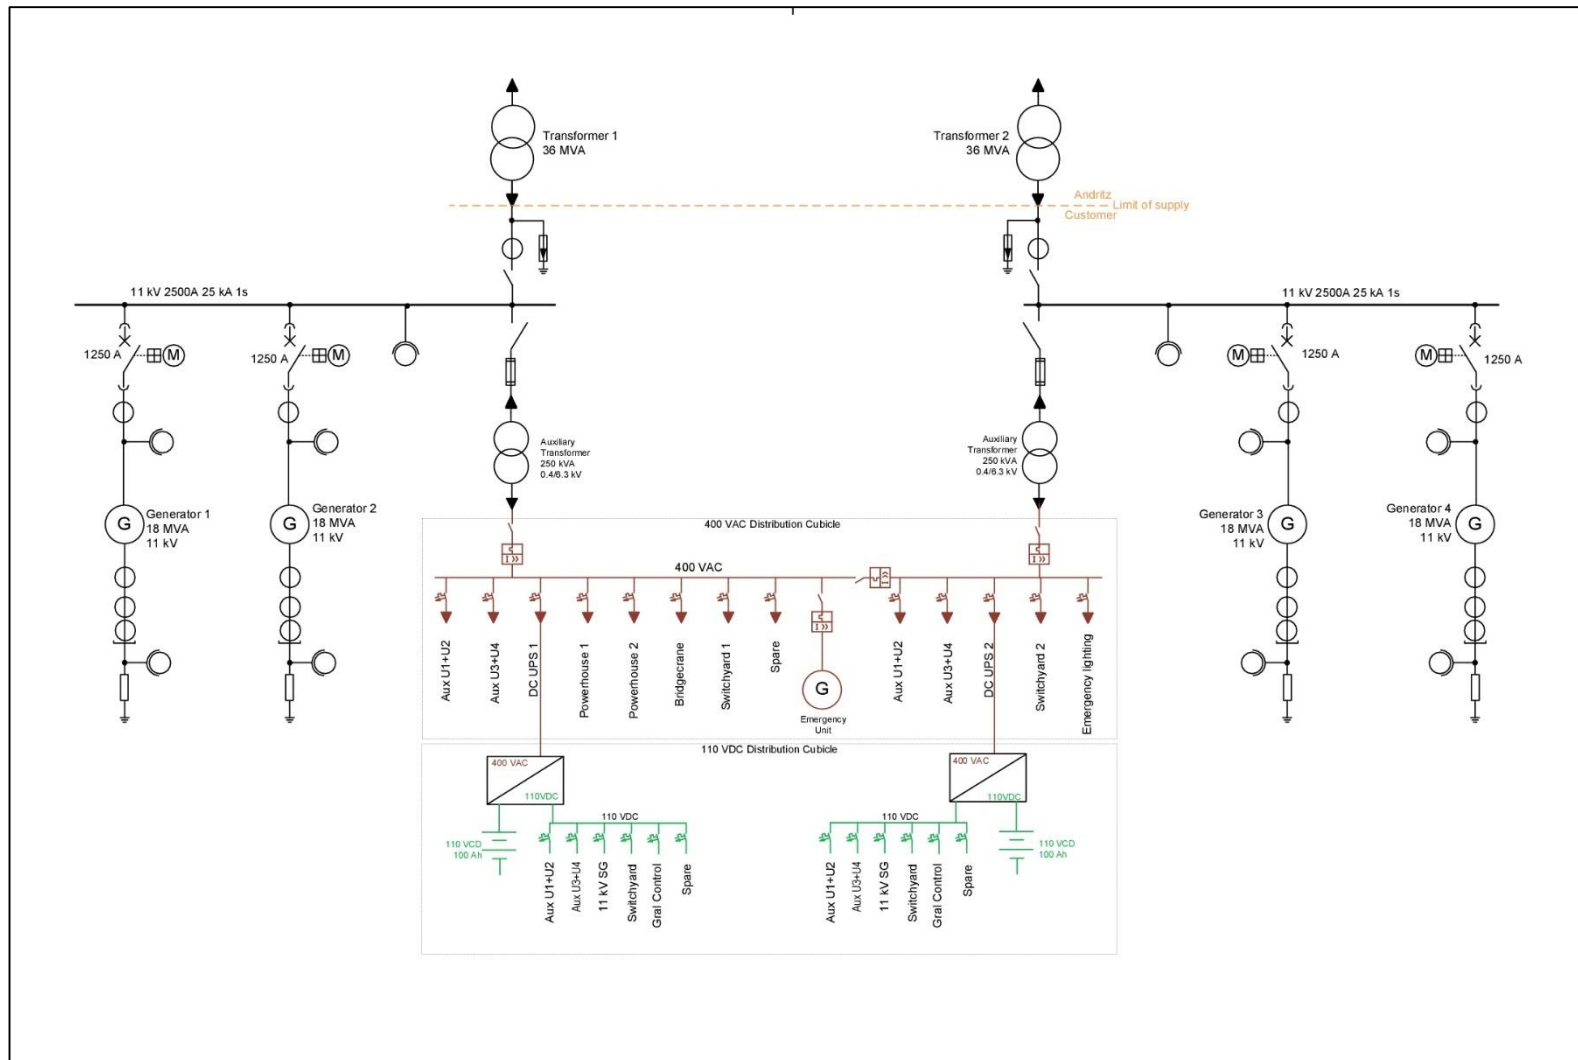 Transformer 1
36 MVA
Transformer 2
36 MVA
Andritz
Limit of supply
Customer
11 kV 2500A 25 kA 1s
11 kV 2500A 25 kA 1s
1250 A
M
1250 A
M
M
1250 A
M
1250 A
Auxiliary
Transformer
250 kVA
0.4/6.3 kV
Auxiliary
Transformer
250 kVA
0.4/6.3 kV
G
Generator 1
18 MVA
11 kV
G
Generator 2
18 MVA
11 kV
Generator 3
18 MVA
11 kV
G
Generator 4
18 MVA
11 kV
G
400 VAC Distribution Cubicle
I >>
I >>
400 VAC
I >>
I >>
Aux U1+U2
Aux U3+U4
DC UPS 1
Powerhouse 1
Powerhouse 2
Bridgecrane
Switchyard 1
Spare
G
Emergency
Unit
Aux U1+U2
Aux U3+U4
DC UPS 2
Switchyard 2
Emergency lighting
110 VDC Distribution Cubicle
400 VAC
110VDC
400 VAC
110VDC
110 VCD
100 Ah
110 VDC
Aux U1+U2
Aux U3+U4
11 kV SG
Switchyard
Gral Control
Spare
110 VDC
Aux U1+U2
Aux U3+U4
11 kV SG
Switchyard
Gral Control
Spare
110 VCD
100 Ah